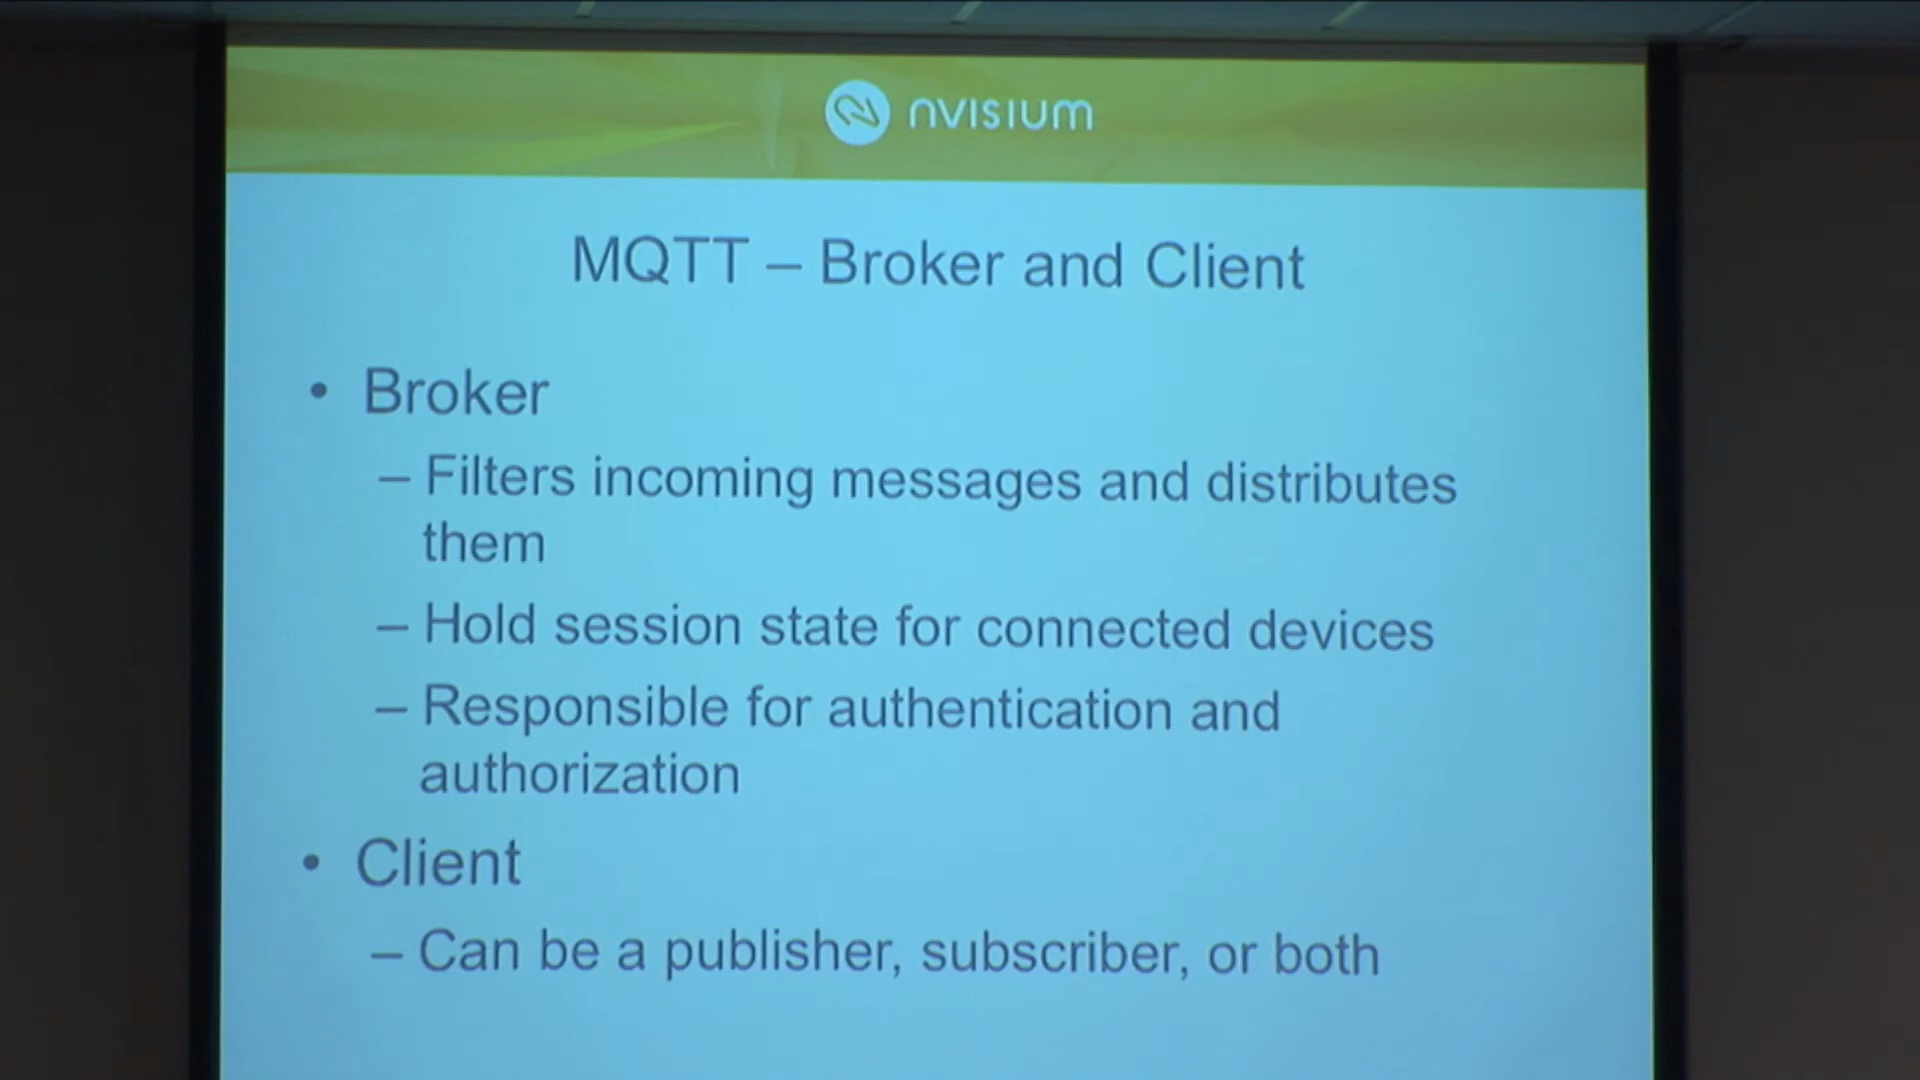 nVISIUM
MQTT – Broker and Client
• Broker
– Filters incoming messages and distributes
them
– Hold session state for connected devices
– Responsible for authentication and
authorization
• Client
– Can be a publisher, subscriber, or both